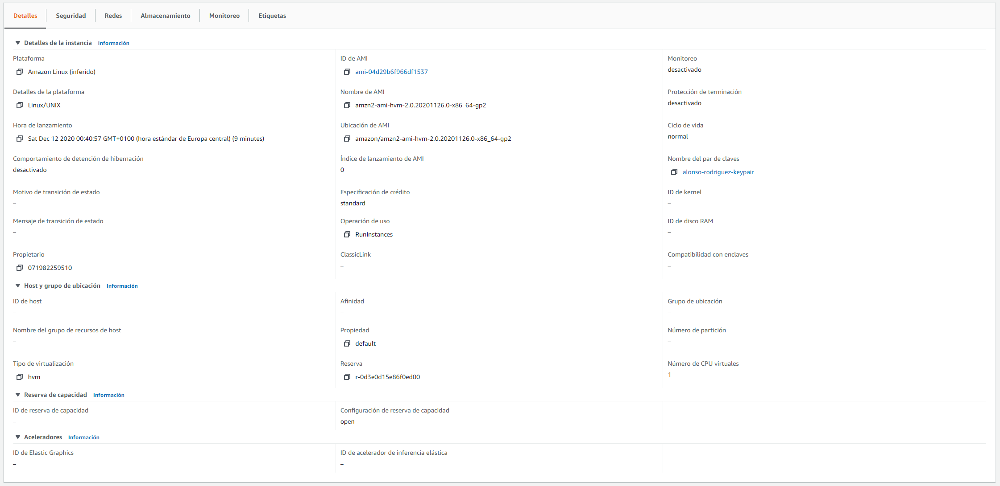 Detalles
Seguridad
Redes
Almacenamiento
Monitoreo
Etiquetas
Detalles de la instancia Información
Plataforma
Amazon Linux (inferido)
ID de AMI
ami-04d29b6f966df1537
Monitoreo
desactivado
Detalles de la plataforma
Linux/UNIX
Nombre de AMI
amzn2-ami-hvm-2.0.20201126.0-x86_64-gp2
Protección de terminación
desactivado
Hora de lanzamiento
Sat Dec 12 2020 00:40:57 GMT+0100 (hora estándar de Europa central) (9 minutes)
Ubicación de AMI
amazon/amzn2-ami-hvm-2.0.20201126.0-x86_64-gp2
Ciclo de vida
normal
Comportamiento de detención de hibernación
desactivado
Índice de lanzamiento de AMI
0
Nombre del par de claves
alonso-rodriguez-keypair
Motivo de transición de estado
–
Especificación de crédito
standard
ID de kernel
–
Mensaje de transición de estado
–
Operación de uso
RunInstances
ID de disco RAM
–
Propietario
071982259510
ClassicLink
–
Compatibilidad con enclaves
–
Host y grupo de ubicación Información
ID de host
–
Afinidad
–
Grupo de ubicación
–
Nombre del grupo de recursos de host
–
Propiedad
default
Número de partición
–
Tipo de virtualización
hvm
Reserva
r-0d3e0d15e86f0ed00
Número de CPU virtuales
1
Reserva de capacidad Información
ID de reserva de capacidad
–
Configuración de reserva de capacidad
open
Aceleradores Información
ID de Elastic Graphics
–
ID de acelerador de inferencia elástica
–